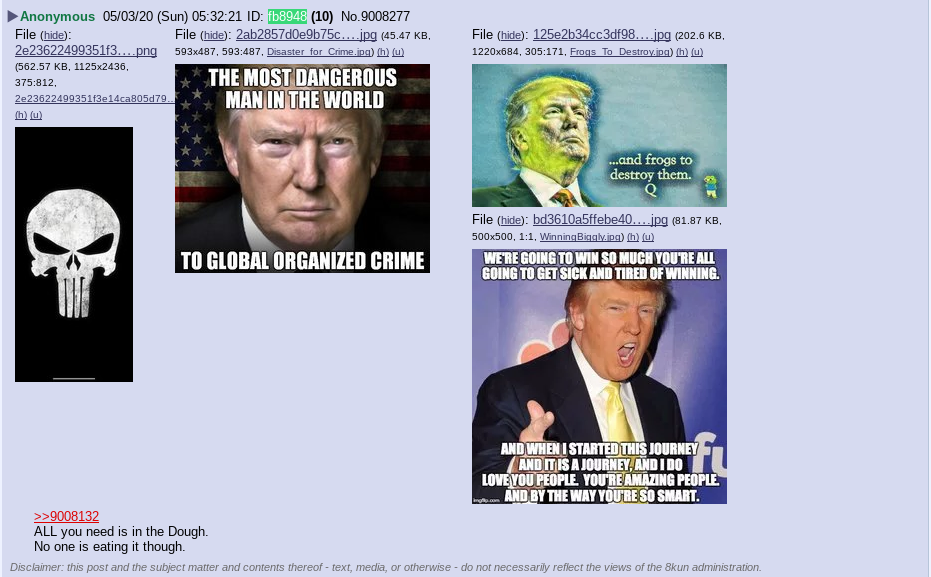 ▶Anonymous 05/03/20 (Sun) 05:32:21 ID: fb8948 (10) No.9008277
File (hide):
2e23622499351f3….png
(562.57 KB, 1125x2436,
375:812,
2e23622499351f3e14ca805d79…
(h) (u)
File (hide): 2ab2857d0e9b75c….jpg (45.47 KB,
593x487, 593:487, Disaster_for_Crime.jpg) (h) (u)
THE MOST DANGEROUS
MAN IN THE WORLD
TO GLOBAL ORGANIZED CRIME
File (hide): 125e2b34cc3df98….jpg (202.6 KB,
1220x684, 305:171, Frogs_To_Destroy.jpg) (h) (u)
...and frogs to
destroy them.
Q
File (hide): bd3610a5ffebe40….jpg (81.87 KB,
500x500, 1:1, WinningBiggly.jpg) (h) (u)
WE'RE GOING TO WIN SO MUCH YOU'RE ALL
GOING TO GET SICK AND TIRED OF WINNING.
fu
AND WHEN I STARTED THIS JOURNEY
AND IT IS A JOURNEY, AND I DO
LOVE YOU PEOPLE. YOU'RE AMAZING PEOPLE.
AND BY THE WAY YOU'RE SO SMART.
imgflip.com
>>9008132
ALL you need is in the Dough.
No one is eating it though.
Disclaimer: this post and the subject matter and contents thereof - text, media, or otherwise - do not necessarily reflect the views of the 8kun administration.